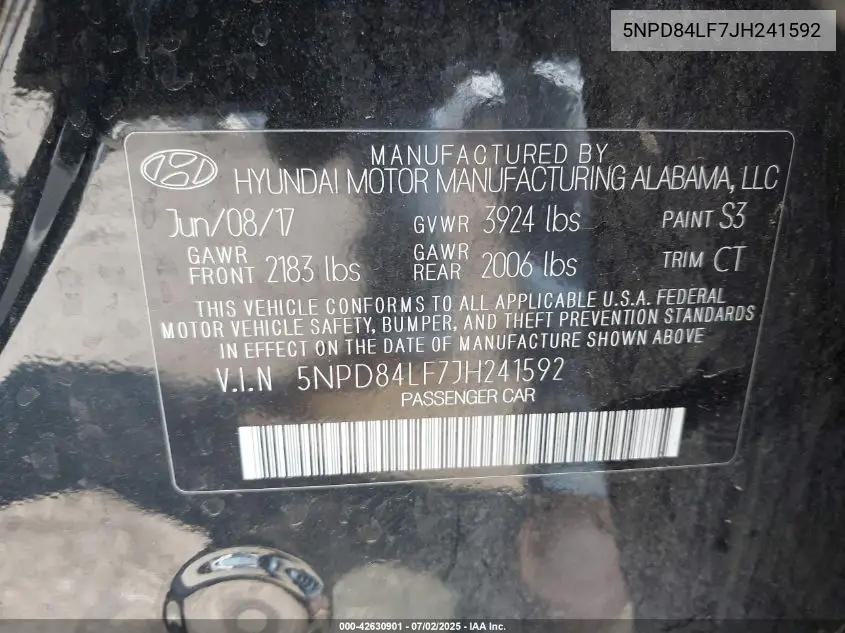 5NPD84LF7JH241592
MANUFACTURED BY
HYUNDAI MOTOR MANUFACTURING ALABAMA, LLC
Jun/08/17 GVWR 3924 lbs PAINT S3
GAWR FRONT 2183 lbs GAWR REAR 2006 lbs TRIM CT
THIS VEHICLE CONFORMS TO ALL APPLICABLE U.S.A. FEDERAL
MOTOR VEHICLE SAFETY, BUMPER, AND THEFT PREVENTION STANDARDS
IN EFFECT ON THE DATE OF MANUFACTURE SHOWN ABOVE
V.I.N 5NPD84LF7JH241592
PASSENGER CAR
000-42630901 - 07/02/2025 - IAA Inc.